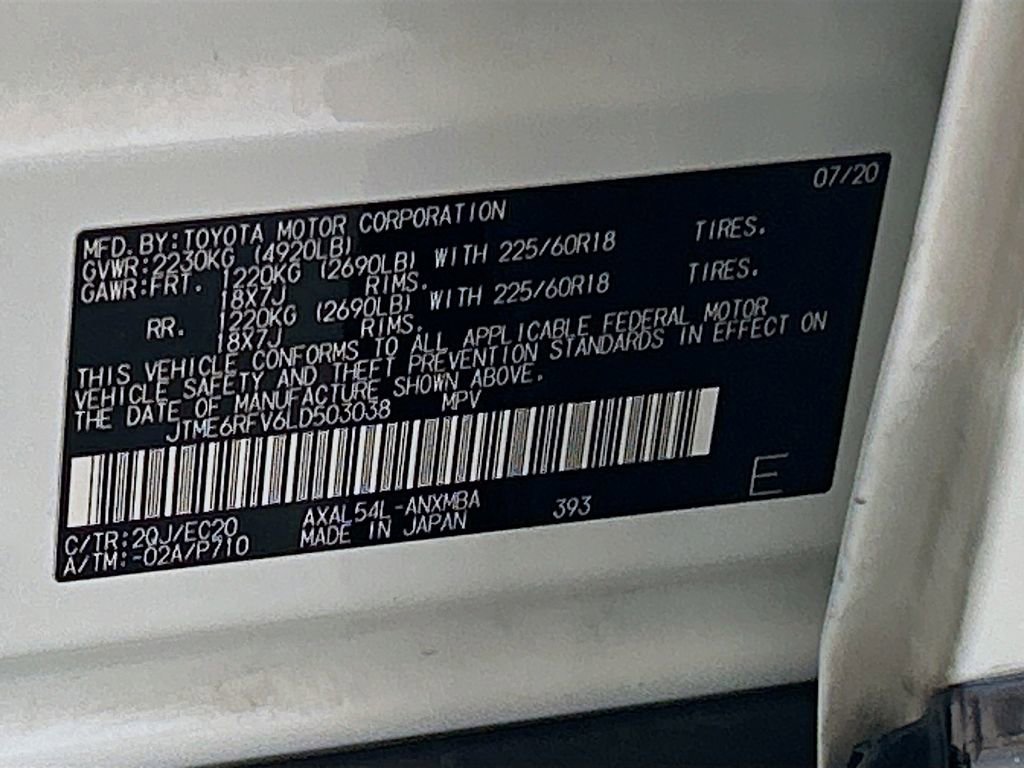 07/20
MFD. BY: TOYOTA MOTOR CORPORATION
GVWR: 2230KG (4920LB)
GAWR: FRT. 1220KG (2690LB) WITH 225/60R18 TIRES.
18X7J RIMS.
RR. 1220KG (2690LB) WITH 225/60R18 TIRES.
18X7J RIMS.
THIS VEHICLE CONFORMS TO ALL APPLICABLE FEDERAL MOTOR
VEHICLE SAFETY AND THEFT PREVENTION STANDARDS IN EFFECT ON
THE DATE OF MANUFACTURE SHOWN ABOVE.
JTME6RFV6LD503038 MPV
C/TR: 2QJ/EC20 AXAL54L-ANXMBA 393 E
A/TM: -02A/P710 MADE IN JAPAN